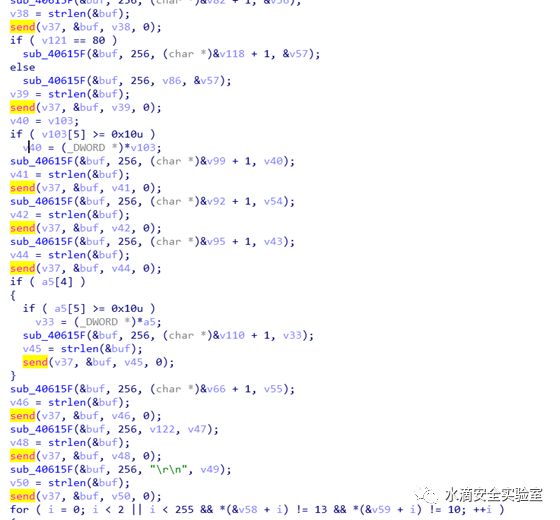 v38 = strlen(&buf);
send(v37, &buf, v38, 0);
if ( v121 == 80 )
sub_40615F(&buf, 256, (char *)&v118 + 1, &v57);
else
sub_40615F(&buf, 256, v86, &v57);
v39 = strlen(&buf);
send(v37, &buf, v39, 0);
v40 = v103;
if ( v103[5] >= 0x10u )
v40 = (_DWORD *)*v103;
sub_40615F(&buf, 256, (char *)&v99 + 1, v40);
v41 = strlen(&buf);
send(v37, &buf, v41, 0);
sub_40615F(&buf, 256, (char *)&v92 + 1, v54);
v42 = strlen(&buf);
send(v37, &buf, v42, 0);
sub_40615F(&buf, 256, (char *)&v95 + 1, v43);
v44 = strlen(&buf);
send(v37, &buf, v44, 0);
if ( a5[4] )
{
if ( a5[5] >= 0x10u )
v33 = (_DWORD *)*a5;
sub_40615F(&buf, 256, (char *)&v110 + 1, v33);
v45 = strlen(&buf);
send(v37, &buf, v45, 0);
}
sub_40615F(&buf, 256, (char *)&v66 + 1, v55);
v46 = strlen(&buf);
send(v37, &buf, v46, 0);
sub_40615F(&buf, 256, v122, v47);
v48 = strlen(&buf);
send(v37, &buf, v48, 0);
sub_40615F(&buf, 256, "\r\n", v49);
v50 = strlen(&buf);
send(v37, &buf, v50, 0);
for ( i = 0; i < 2 || i < 255 && *(&v58 + i) != 13 && *(&v59 + i) != 10; ++i )
水滴安全实验室